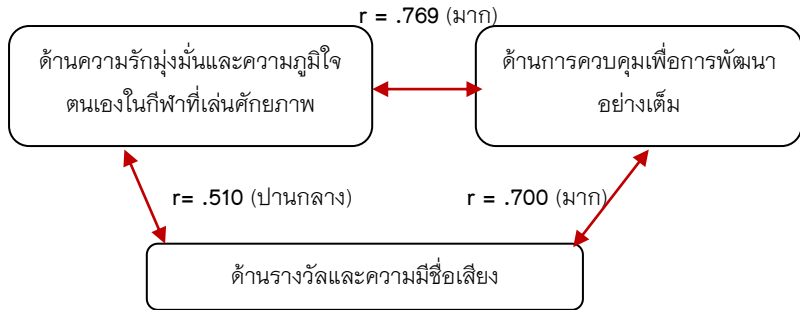 r = .769 (มาก)
ด้านความรักมุ่งมั่นและความภูมิใจ
ตนเองในกีฬาที่เล่นศักยภาพ
ด้านการควบคุมเพื่อการพัฒนา
อย่างเต็ม
r= .510 (ปานกลาง)
r = .700 (มาก)
ด้านรางวัลและความมีชื่อเสียง